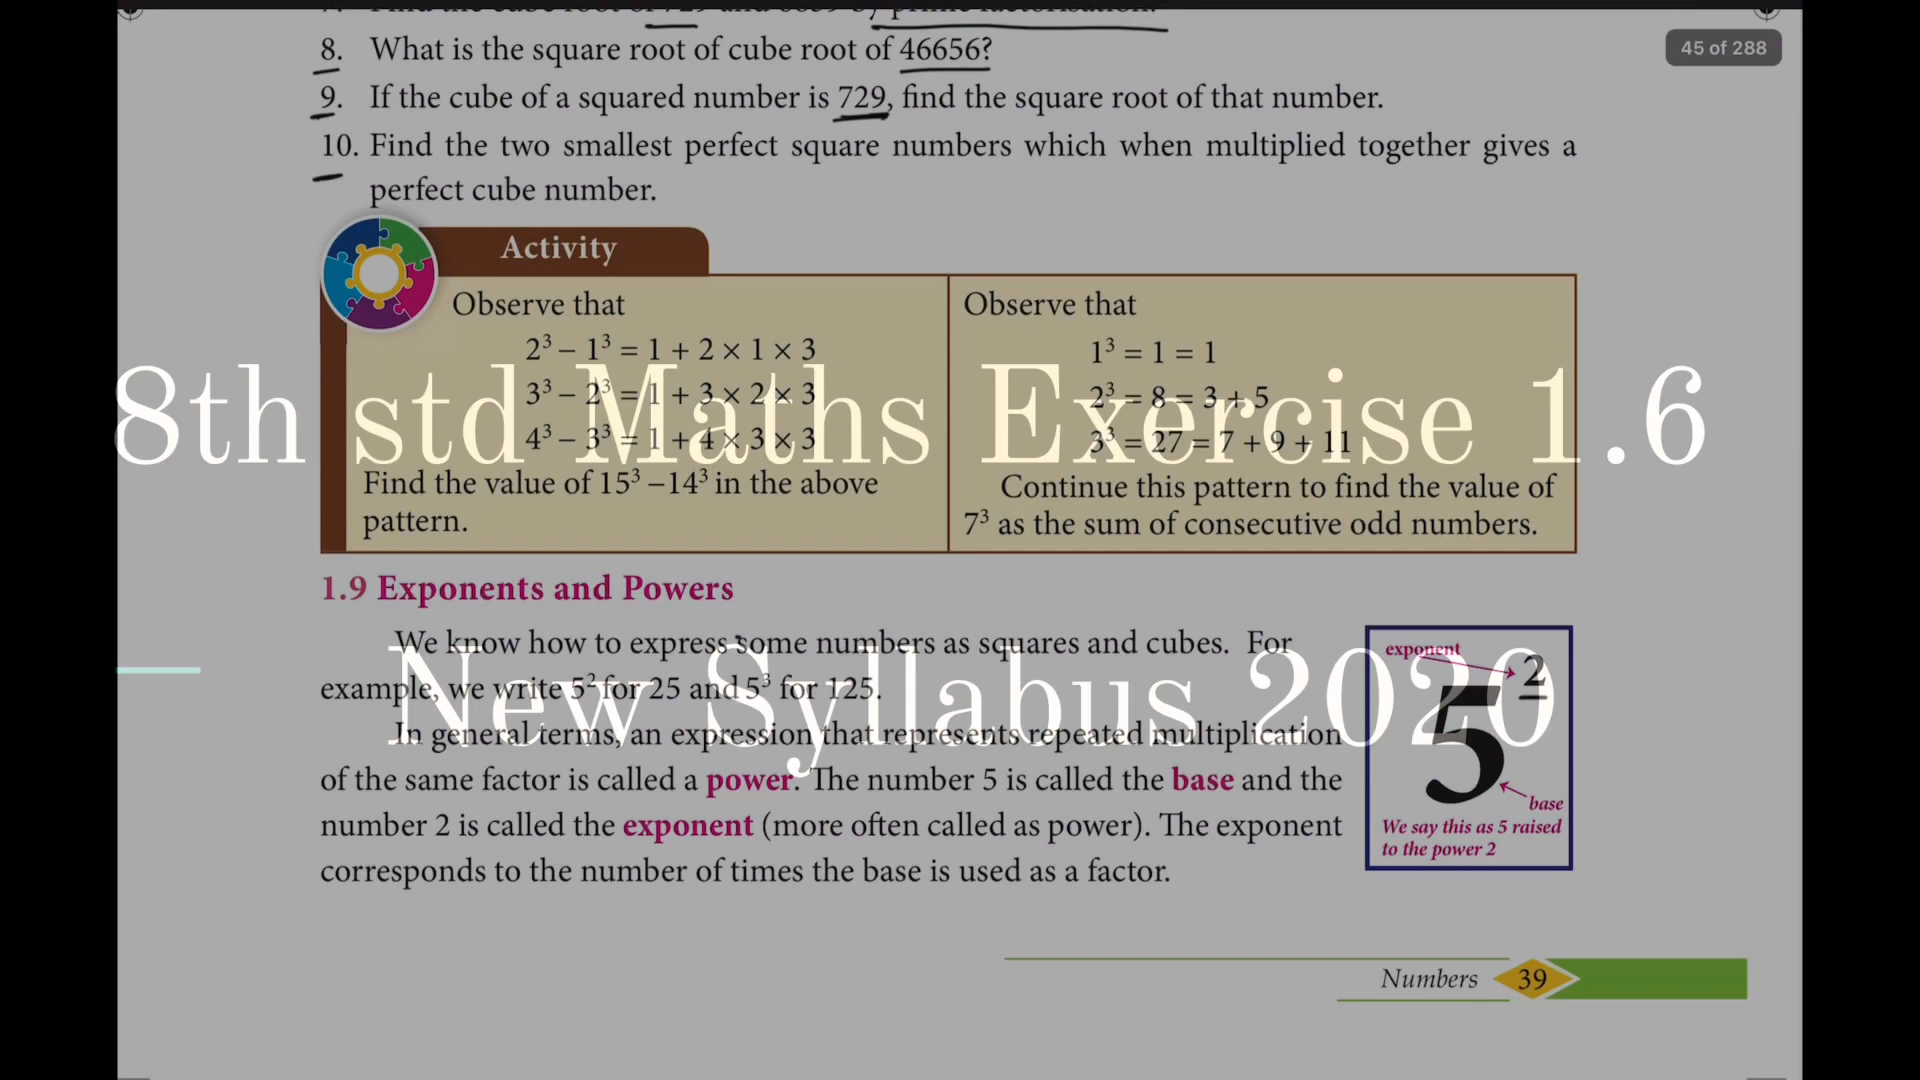 8. What is the square root of cube root of 46656?
45 of 288
9. If the cube of a squared number is 729, find the square root of that number.
10. Find the two smallest perfect square numbers which when multiplied together gives a
perfect cube number.
Activity
Observe that
2³ – 1³ = 1 + 2 × 1 × 3
3³ – 2³ = 1 + 3 × 2 × 3
4³ – 3³ = 1 + 4 × 3 × 3
Find the value of 15³ –14³ in the above
pattern.
Observe that
1³ = 1 = 1
2³ = 8 = 3 + 5
3³ = 27 = 7 + 9 + 11
Continue this pattern to find the value of
7³ as the sum of consecutive odd numbers.
8th std Maths Exercise 1.6
– New Syllabus 2020
1.9 Exponents and Powers
We know how to express some numbers as squares and cubes. For
example, we write 5² for 25 and 5³ for 125.
In general terms, an expression that represents repeated multiplication
of the same factor is called a power. The number 5 is called the base and the
number 2 is called the exponent (more often called as power). The exponent
corresponds to the number of times the base is used as a factor.
exponent
5²
base
We say this as 5 raised
to the power 2
Numbers 39